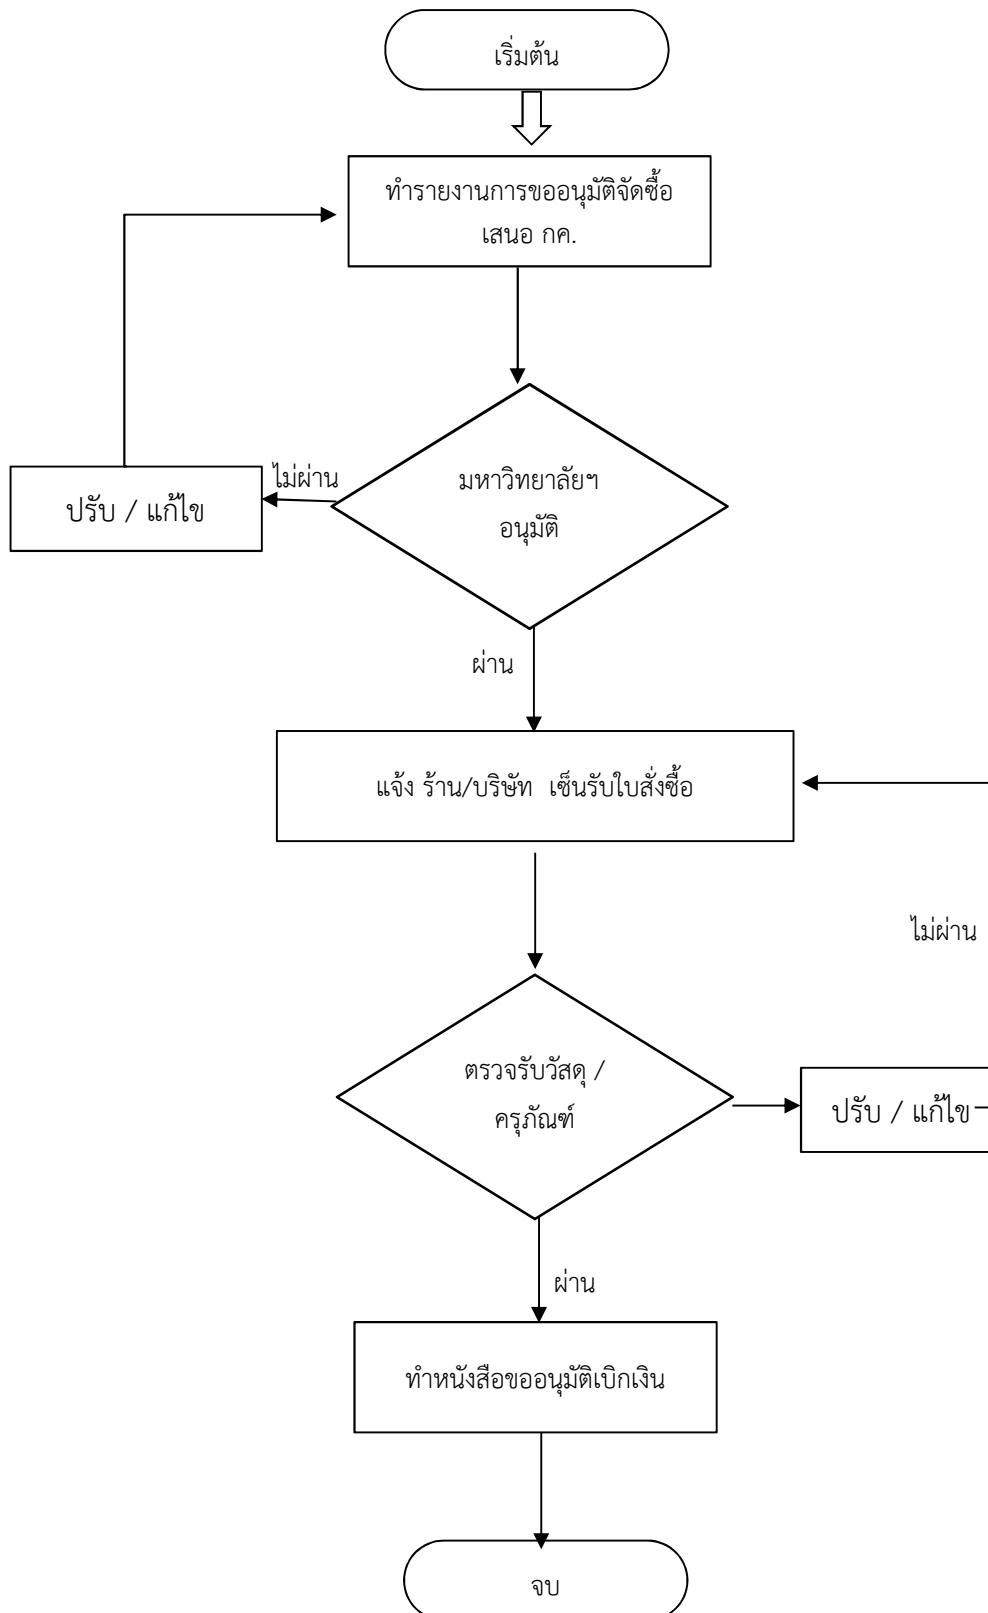 เริ่มต้น
ทำรายงานการขออนุมัติจัดซื้อ
เสนอ กค.
ไม่ผ่าน
ปรับ / แก้ไข
มหาวิทยาลัยฯ
อนุมัติ
ผ่าน
แจ้ง ร้าน/บริษัท เซ็นรับใบสั่งซื้อ
ไม่ผ่าน
ตรวจรับวัสดุ /
ครุภัณฑ์
ปรับ / แก้ไข
ผ่าน
ทำหนังสือขออนุมัติเบิกเงิน
จบ